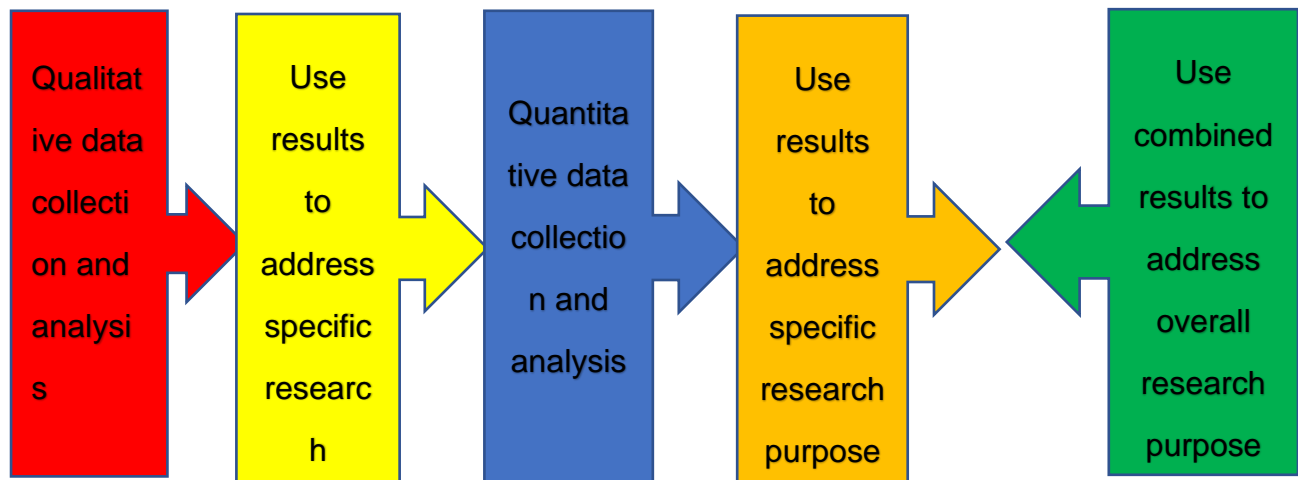 Qualitat
ive data
collecti
on and
analysi
s
Use
results
to
address
specific
researc
h
Quantita
tive data
collectio
n and
analysis
Use
results
to
address
specific
research
purpose
Use
combined
results to
address
overall
research
purpose